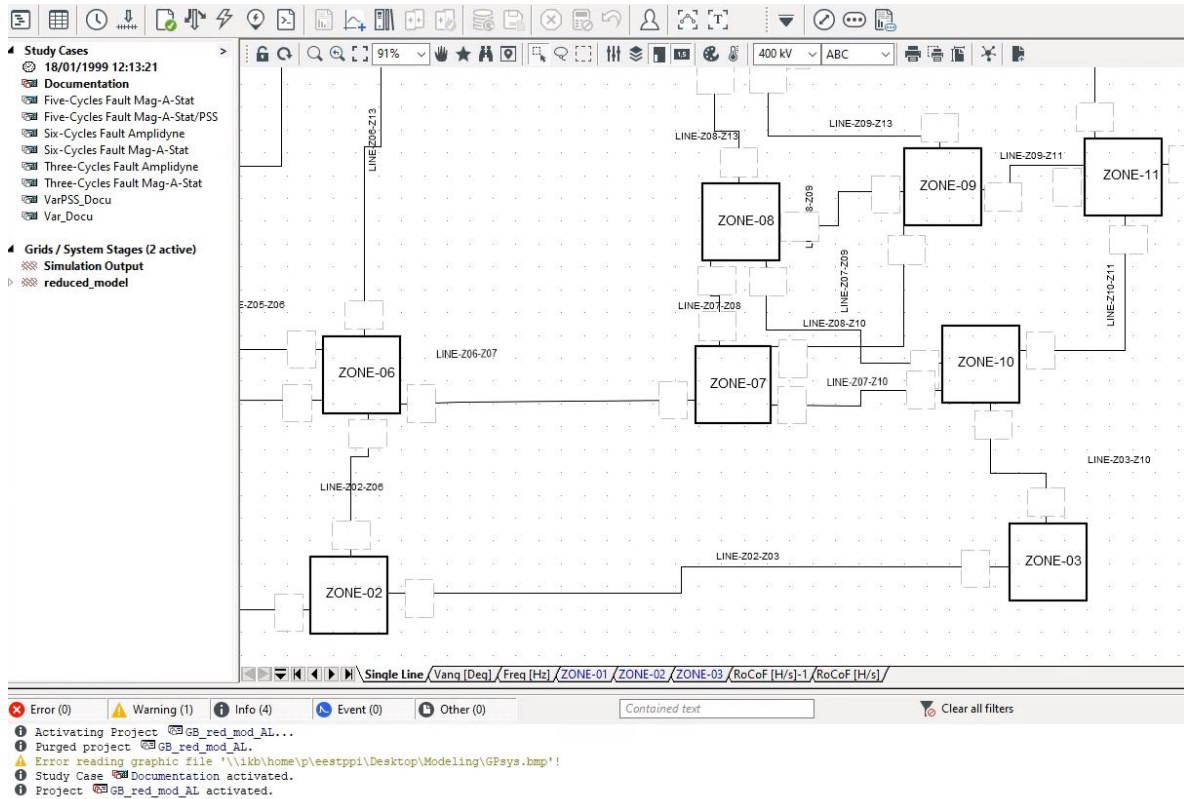 91%
400 kV
ABC
Study Cases >
18/01/1999 12:13:21
Documentation
Five-Cycles Fault Mag-A-Stat
Five-Cycles Fault Mag-A-Stat/PSS
Six-Cycles Fault Amplidyne
Six-Cycles Fault Mag-A-Stat
Three-Cycles Fault Amplidyne
Three-Cycles Fault Mag-A-Stat
VarPSS_Docu
Var_Docu
Grids / System Stages (2 active)
Simulation Output
reduced_model
LINE-Z06-Z13
LINE-Z08-Z13
LINE-Z09-Z13
LINE-Z09-Z11
ZONE-11
ZONE-09
ZONE-08
8-Z09
LINE-Z07-Z09
LINE-Z10-Z11
E-Z05-Z06
LINE-Z07-Z08
LINE-Z08-Z10
LINE-Z06-Z07
ZONE-06
ZONE-07
LINE-Z07-Z10
ZONE-10
LINE-Z03-Z10
LINE-Z02-Z06
LINE-Z02-Z03
ZONE-03
ZONE-02
Single Line Vang [Deg] Freq [Hz] ZONE-01 ZONE-02 ZONE-03 RoCoF [H/s]-1 RoCoF [H/s]
Error (0) Warning (1) Info (4) Event (0) Other (0) Contained text Clear all filters
Activating Project GB_red_mod_AL...
Purged project GB_red_mod_AL.
Error reading graphic file '\\ikb\home\p\eestppi\Desktop\Modeling\GPsys.bmp'!
Study Case Documentation activated.
Project GB_red_mod_AL activated.